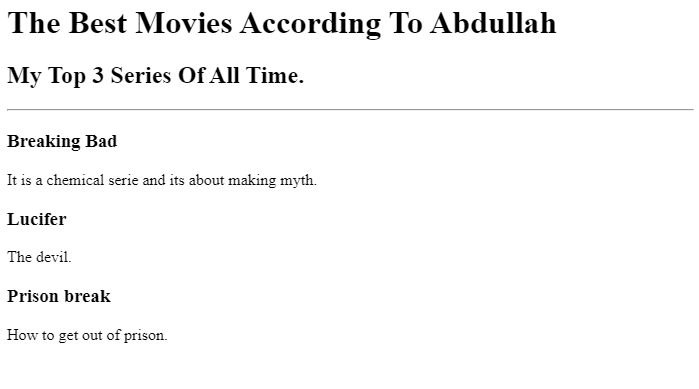 The Best Movies According To Abdullah
My Top 3 Series Of All Time.
Breaking Bad
It is a chemical serie and its about making myth.
Lucifer
The devil.
Prison break
How to get out of prison.